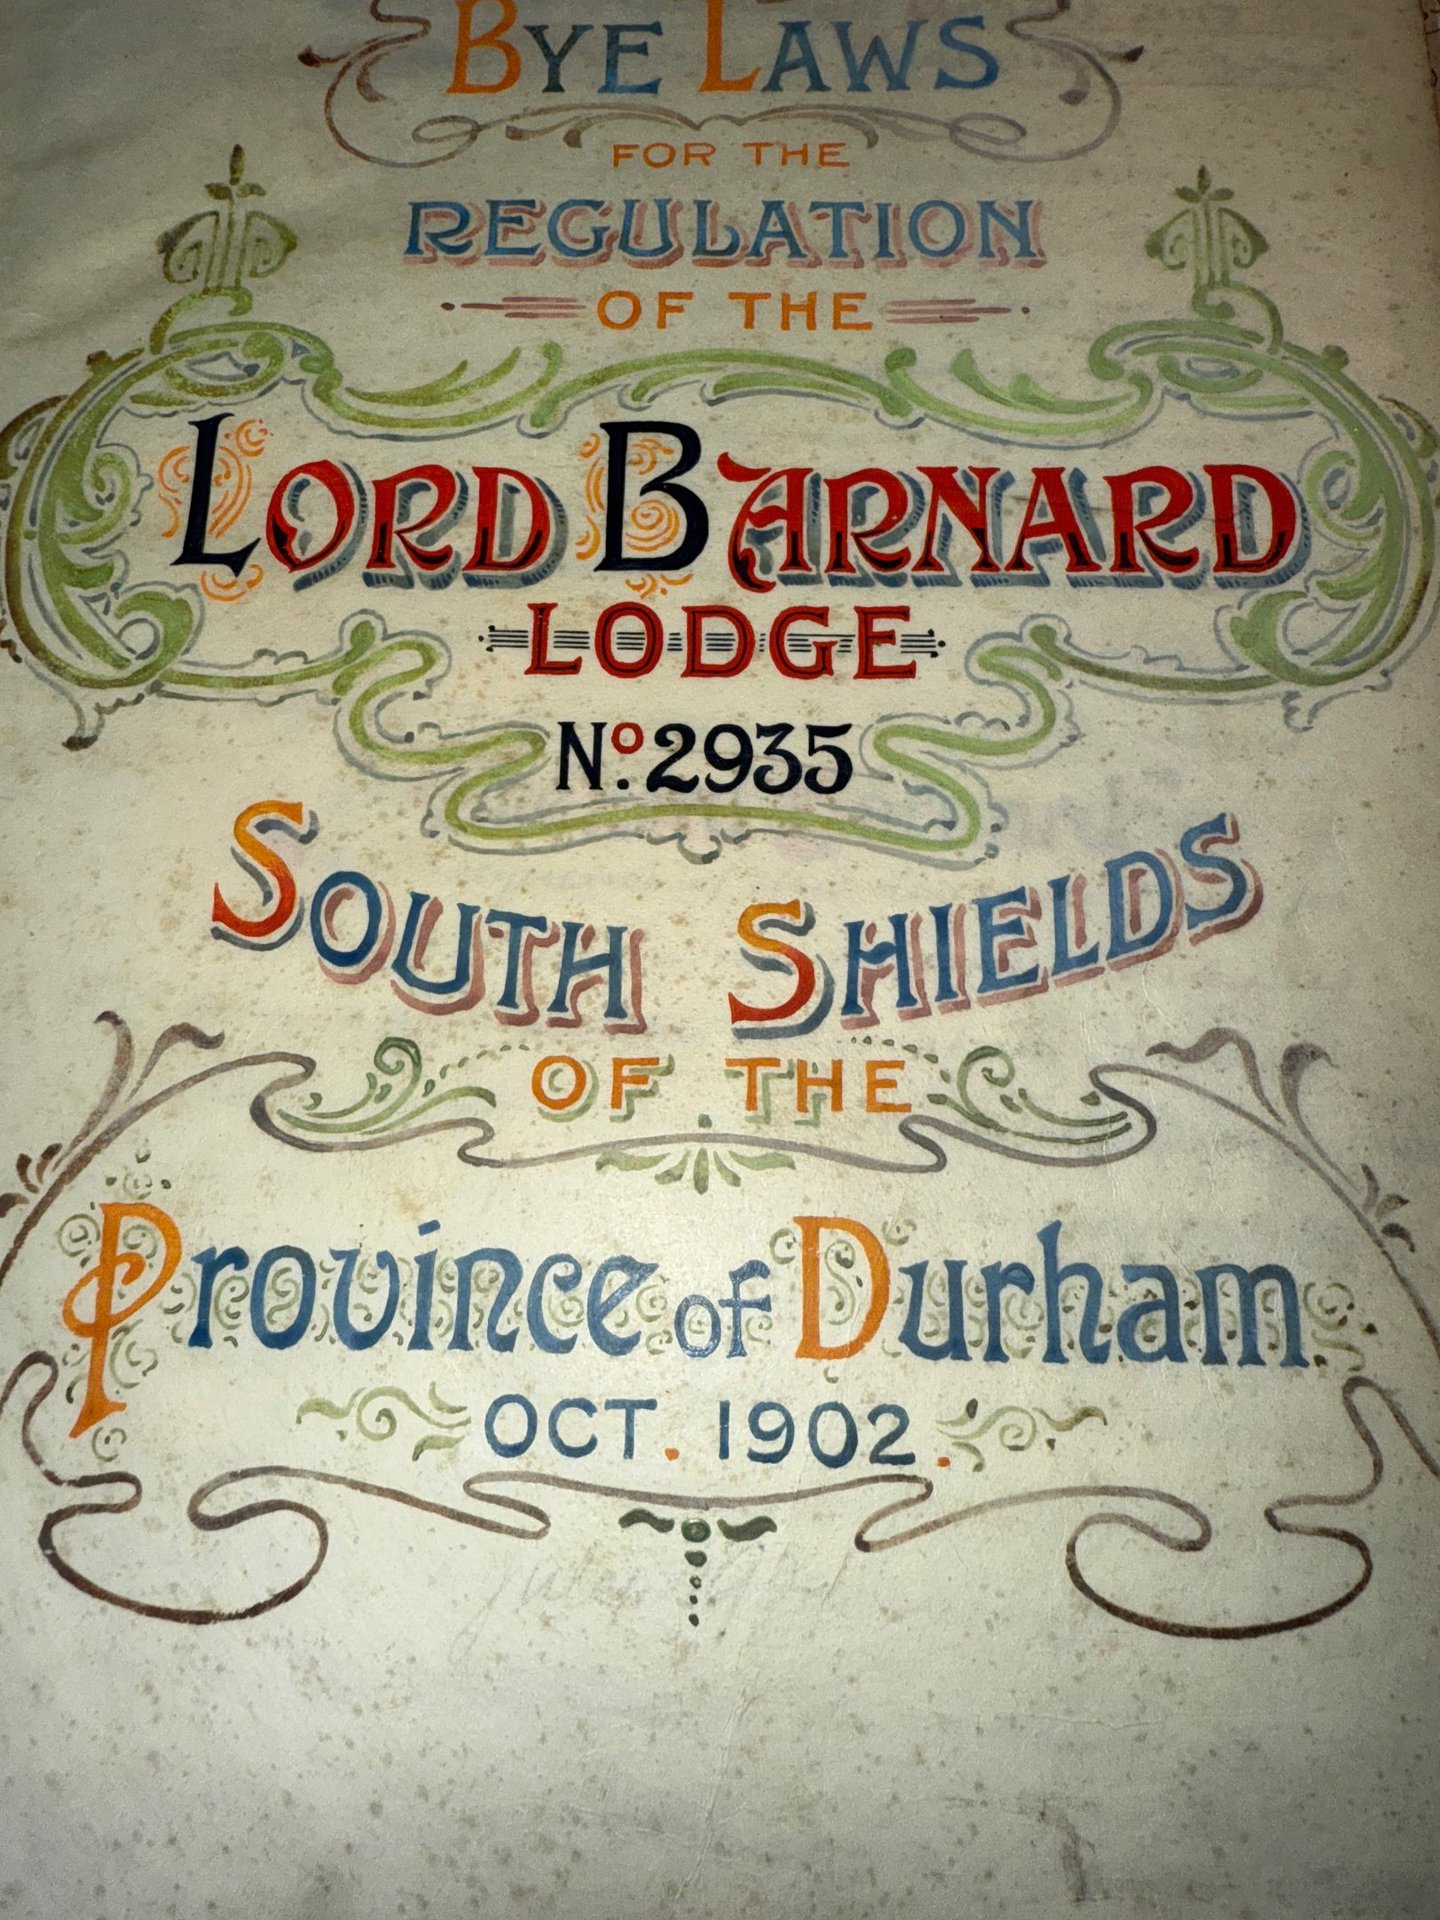 BYE LAWS
FOR THE
REGULATION
OF THE
LORD BARNARD
LODGE
No. 2935
SOUTH SHIELDS
OF THE
Province of Durham
OCT. 1902.